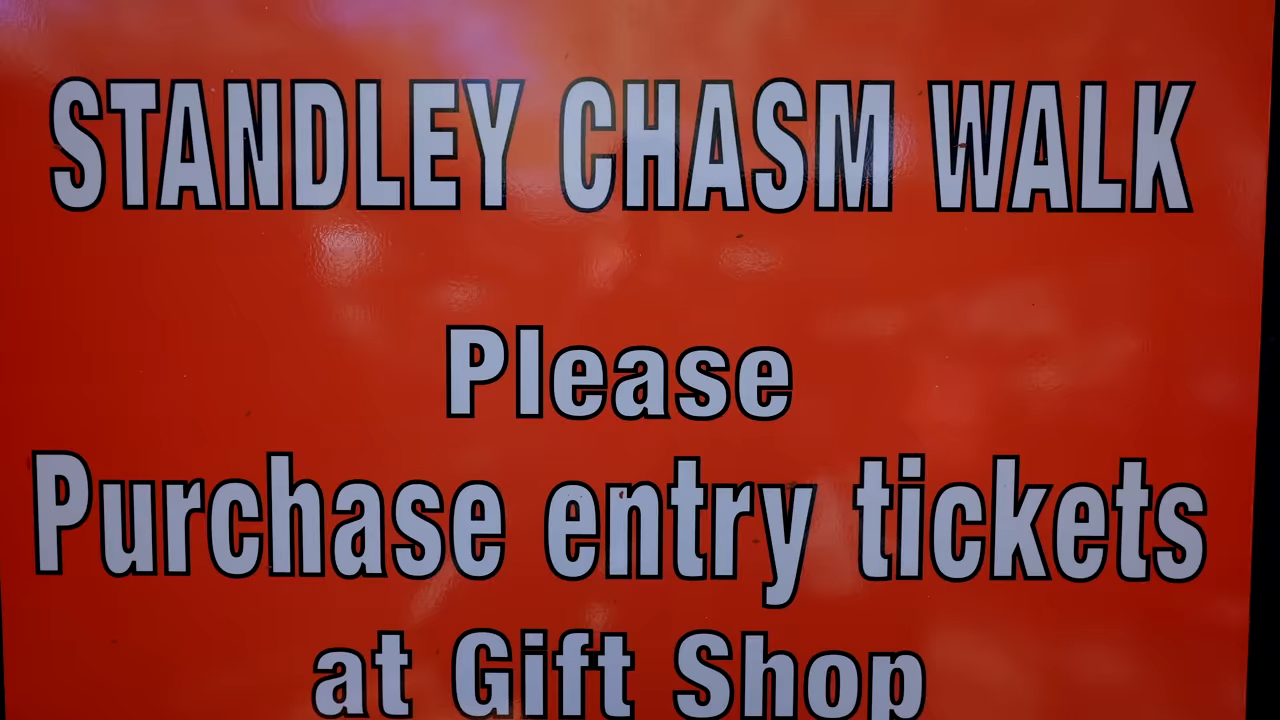 STANDLEY CHASM WALK
Please
Purchase entry tickets
at Gift Shop